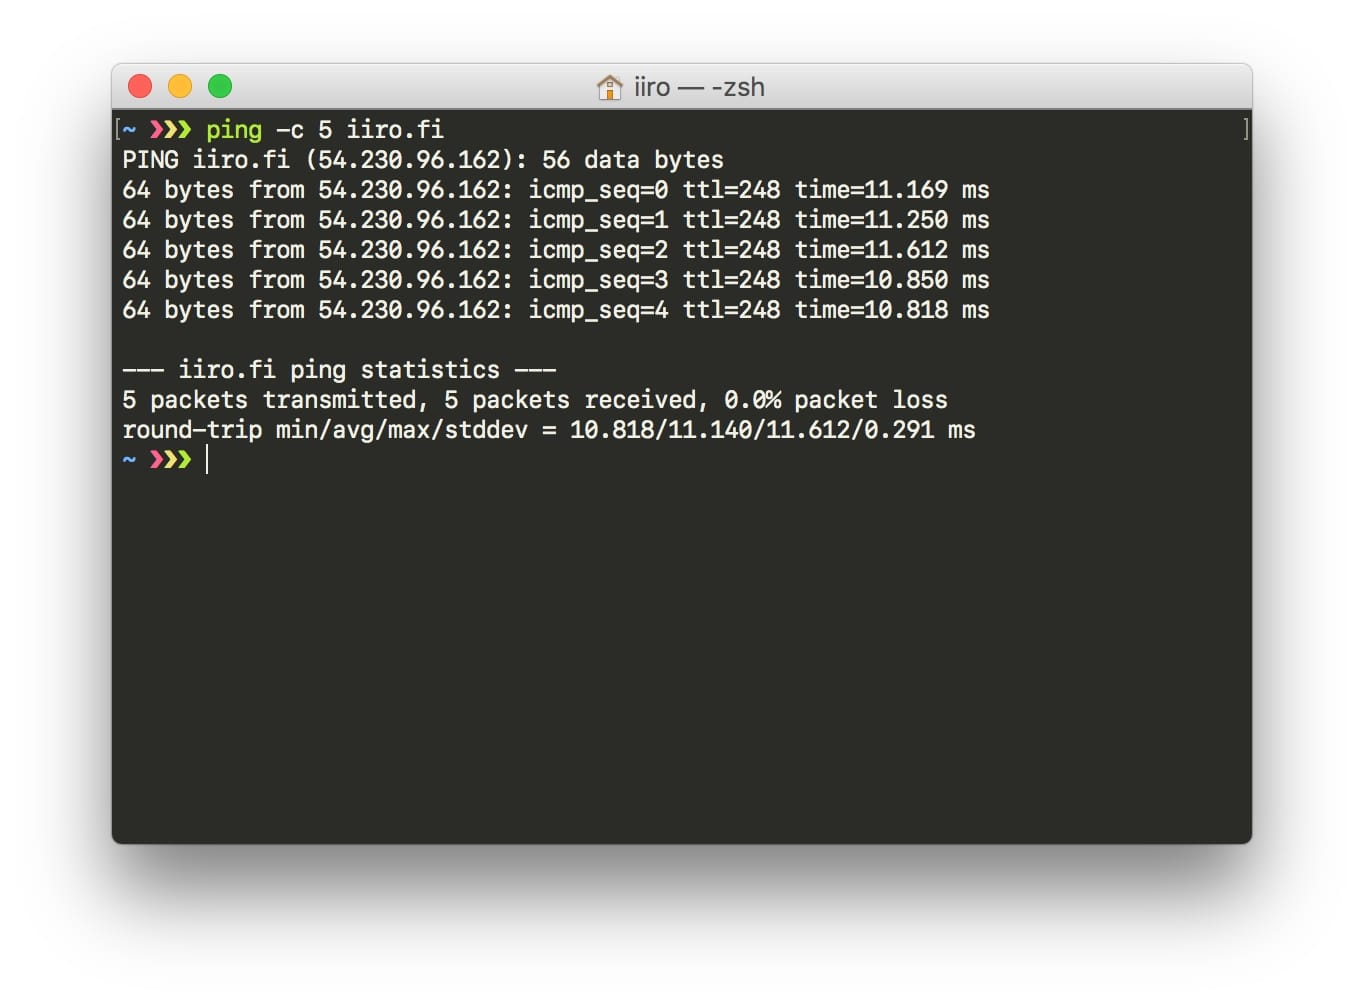 iiro — -zsh
[~ ❯❯❯ ping -c 5 iiro.fi ]
PING iiro.fi (54.230.96.162): 56 data bytes
64 bytes from 54.230.96.162: icmp_seq=0 ttl=248 time=11.169 ms
64 bytes from 54.230.96.162: icmp_seq=1 ttl=248 time=11.250 ms
64 bytes from 54.230.96.162: icmp_seq=2 ttl=248 time=11.612 ms
64 bytes from 54.230.96.162: icmp_seq=3 ttl=248 time=10.850 ms
64 bytes from 54.230.96.162: icmp_seq=4 ttl=248 time=10.818 ms

--- iiro.fi ping statistics ---
5 packets transmitted, 5 packets received, 0.0% packet loss
round-trip min/avg/max/stddev = 10.818/11.140/11.612/0.291 ms
~ ❯❯❯